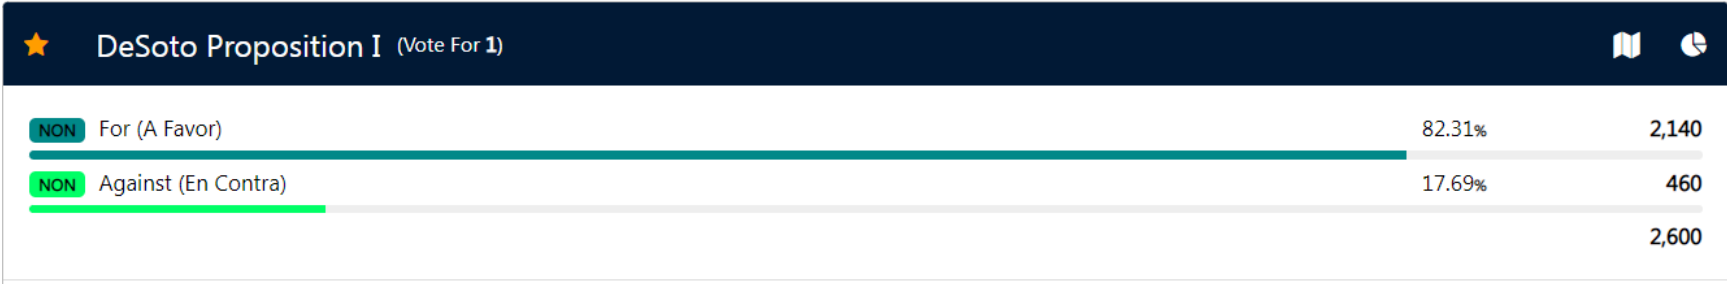 DeSoto Proposition I (Vote For 1)
NON For (A Favor) 82.31% 2,140
NON Against (En Contra) 17.69% 460
2,600